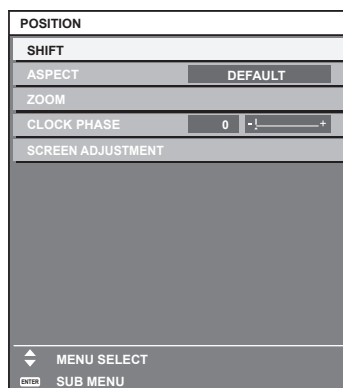 POSITION
SHIFT
ASPECT DEFAULT
ZOOM
CLOCK PHASE 0 - +
SCREEN ADJUSTMENT
MENU SELECT
ENTER SUB MENU